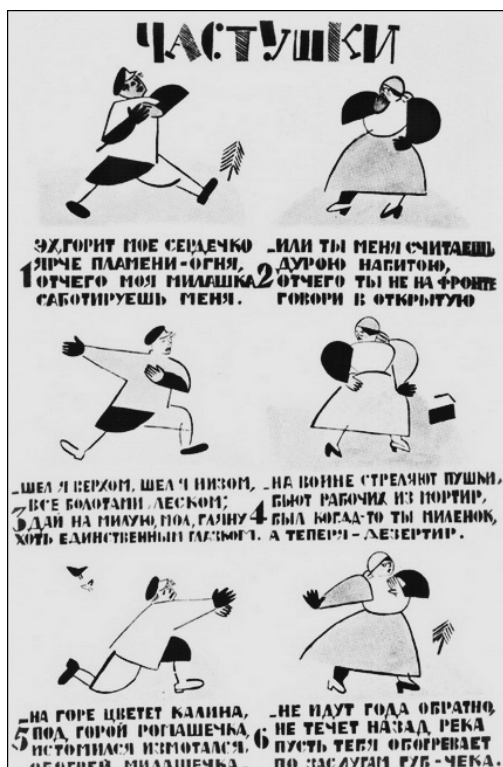 ЧАСТУШКИ
1 ЭХ, ГОРИТ МОЕ СЕРДЕЧКО
ЯРЧЕ ПЛАМЕНИ-ОГНЯ,
ОТЧЕГО МОЯ МИЛАШКА
САБОТИРУЕШЬ МЕНЯ.
2 -ИЛИ ТЫ МЕНЯ СЧИТАЕШЬ
ДУРОЮ НАБИТОЮ,
ОТЧЕГО ТЫ НЕ НА ФРОНТЕ
ГОВОРИ В ОТКРЫТУЮ
3 -ШЕЛ Я ВЕРХОМ, ШЕЛ Я НИЗОМ,
ВСЕ БОЛОТАМИ, ЛЕСКОМ;
ДАЙ НА МИЛУЮ, МОЛ, ГЛЯНУ
ХОТЬ ЕДИНСТВЕННЫМ ГЛАЗКОМ.
4 -НА ВОЙНЕ СТРЕЛЯЮТ ПУШКИ,
БЬЮТ РАБОЧИХ ИЗ МОРТИР,
БЫЛ КОГДА-ТО ТЫ МИЛЕНОК,
А ТЕПЕРЯ - ДЕЗЕРТИР.
5 -НА ГОРЕ ЦВЕТЕТ КАЛИНА,
ПОД ГОРОЙ РОМАШЕЧКА,
ИСТОМИЛСЯ ИЗМОТАЛСЯ,
ОБОГРЕЙ МИЛАШЕЧКА.
6 -НЕ ИДУТ ГОДА ОБРАТНО,
НЕ ТЕЧЕТ НАЗАД РЕКА
ПУСТЬ ТЕБЯ ОБОГРЕВАЕТ
ПО ЗАСЛУГАМ ГУБ-ЧЕКА.